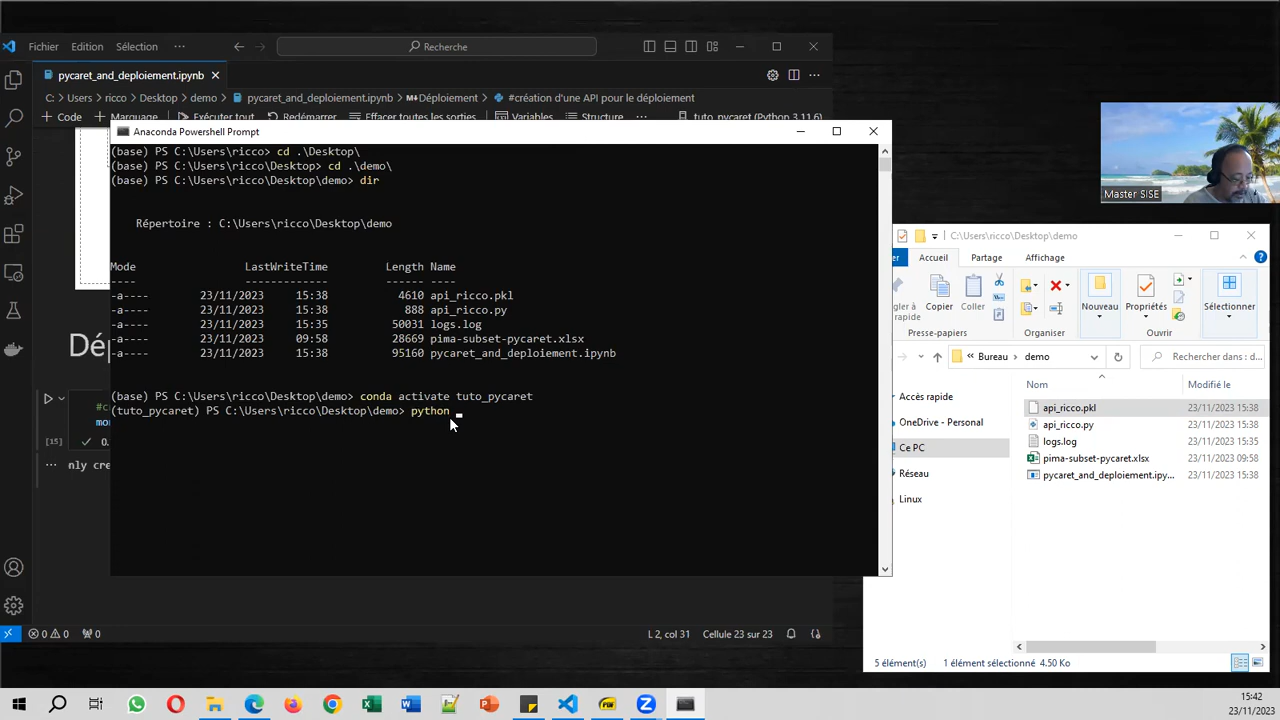 Fichier Edition Sélection ··· Recherche
pycaret_and_deploiement.ipynb
C: > Users > ricco > Desktop > demo > pycaret_and_deploiement.ipynb > Déploiement > #création d'une API pour le déploiement
+ Code + Marquage Exécuter tout Redémarrer Effacer toutes les sorties Variables Structure ··· tuto_pycaret (Python 3.11.6)
Anaconda Powershell Prompt
(base) PS C:\Users\ricco> cd .\Desktop\
(base) PS C:\Users\ricco\Desktop> cd .\demo\
(base) PS C:\Users\ricco\Desktop\demo> dir
Répertoire : C:\Users\ricco\Desktop\demo
Mode LastWriteTime Length Name
---- ------------- ------ ----
-a---- 23/11/2023 15:38 4610 api_ricco.pkl
-a---- 23/11/2023 15:38 888 api_ricco.py
-a---- 23/11/2023 15:35 50031 logs.log
-a---- 23/11/2023 09:58 28669 pima-subset-pycaret.xlsx
-a---- 23/11/2023 15:38 95160 pycaret_and_deploiement.ipynb
(base) PS C:\Users\ricco\Desktop\demo> conda activate tuto_pycaret
(tuto_pycaret) PS C:\Users\ricco\Desktop\demo> python
Dép
#c
mo
[15] 0.
··· nly cre
0 0 0 L 2, col 31 Cellule 23 sur 23
Master SISE
C:\Users\ricco\Desktop\demo
er Accueil Partage Affichage
gler à
rapide
Copier Coller Nouveau Propriétés Sélectionner
Presse-papiers Organiser Ouvrir
Bureau > demo Rechercher dans : d...
Nom Modifié le
Accès rapide
OneDrive - Personal
Ce PC
Réseau
Linux
api_ricco.pkl 23/11/2023 15:38
api_ricco.py 23/11/2023 15:38
logs.log 23/11/2023 15:35
pima-subset-pycaret.xlsx 23/11/2023 09:58
pycaret_and_deploiement.ipy... 23/11/2023 15:38
5 élément(s) 1 élément sélectionné 4.50 Ko
15:42
23/11/2023